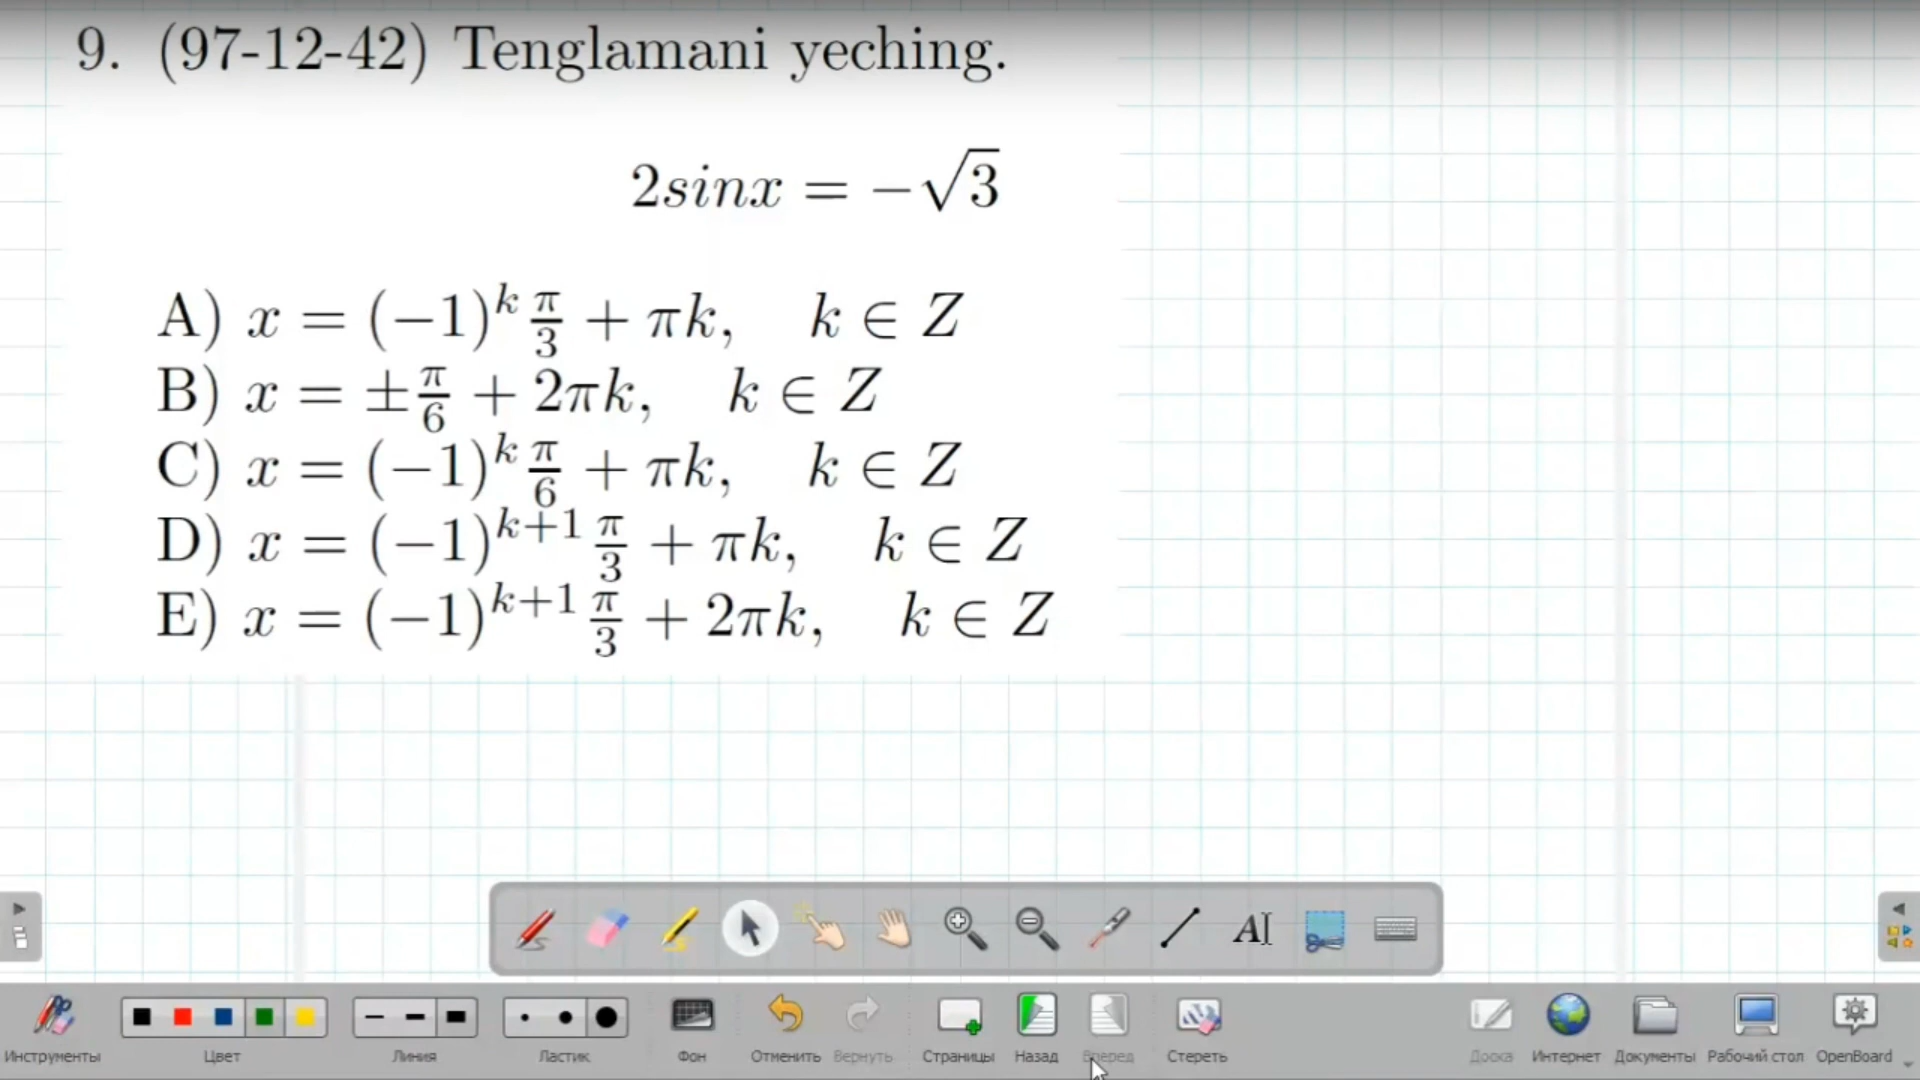 9. (97-12-42) Tenglamani yeching.
2sinx = −√3
A) x = (−1)^k π/3 + πk, k ∈ Z
B) x = ±π/6 + 2πk, k ∈ Z
C) x = (−1)^k π/6 + πk, k ∈ Z
D) x = (−1)^{k+1} π/3 + πk, k ∈ Z
E) x = (−1)^{k+1} π/3 + 2πk, k ∈ Z
AI
Инструменты Цвет Линия Ластик Фон Отменить Вернуть Страницы Назад Вперед Стереть Доска Интернет Документы Рабочий стол OpenBoard